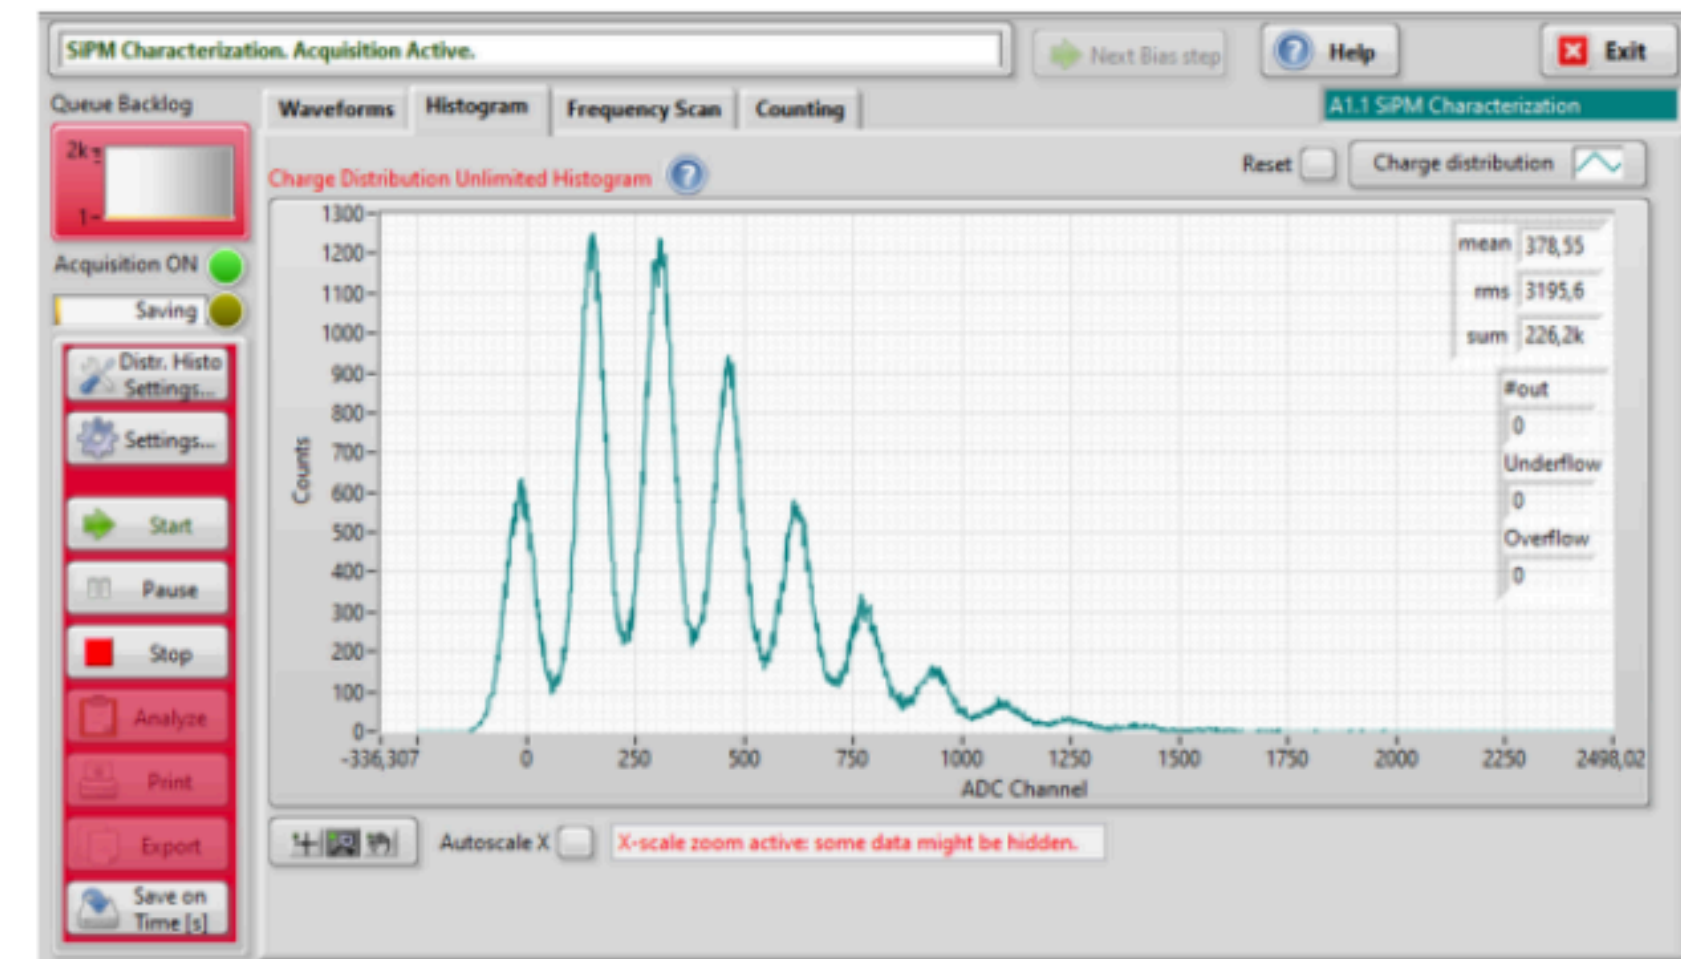 SiPM Characterization. Acquisition Active.
Next Bias step
Help
Exit
Queue Backlog
Waveforms
Histogram
Frequency Scan
Counting
A1.1 SiPM Characterization
2k
1
Charge Distribution Unlimited Histogram
Reset
Charge distribution
Acquisition ON
Saving
Distr. Histo
Settings...
Settings...
Start
Pause
Stop
Analyze
Print
Export
Save on
Time [s]
1300
1200
1100
1000
900
800
700
600
500
400
300
200
100
0
Counts
mean 378,55
rms 3195,6
sum 226,2k
#out
0
Underflow
0
Overflow
0
-336,307 0 250 500 750 1000 1250 1500 1750 2000 2250 2498,02
ADC Channel
Autoscale X
X-scale zoom active: some data might be hidden.